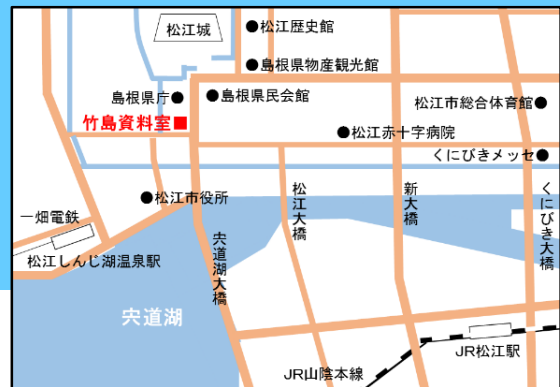 松江城
●松江歴史館
●島根県物産観光館
島根県庁●
●島根県民会館
松江市総合体育館●
竹島資料室■
●松江赤十字病院
くにびきメッセ●
●松江市役所
松江大橋
新大橋
くにびき大橋
一畑電鉄
宍道湖大橋
松江しんじ湖温泉駅
宍道湖
JR松江駅
JR山陰本線